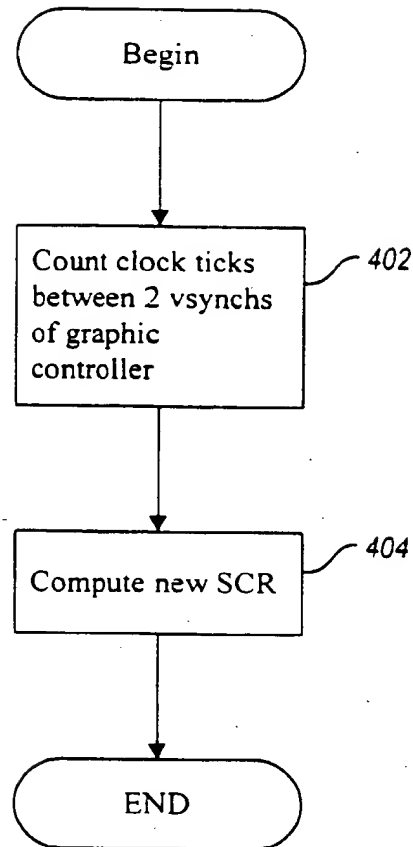 Begin
Count clock ticks
between 2 vsynchs
of graphic
controller
402
Compute new SCR
404
END